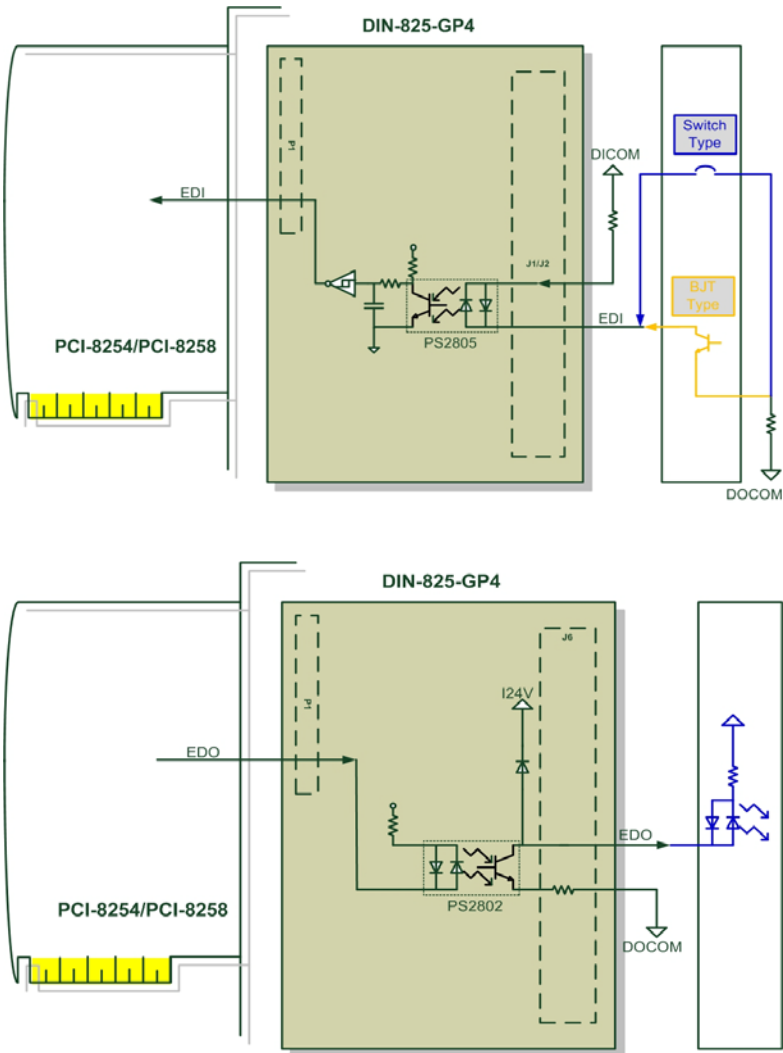 DIN-825-GP4
Switch
Type
P1
DICOM
EDI
J1/J2
BJT
Type
EDI
PS2805
PCI-8254/PCI-8258
DOCOM
DIN-825-GP4
P1
J6
I24V
EDO
EDO
PS2802
PCI-8254/PCI-8258
DOCOM